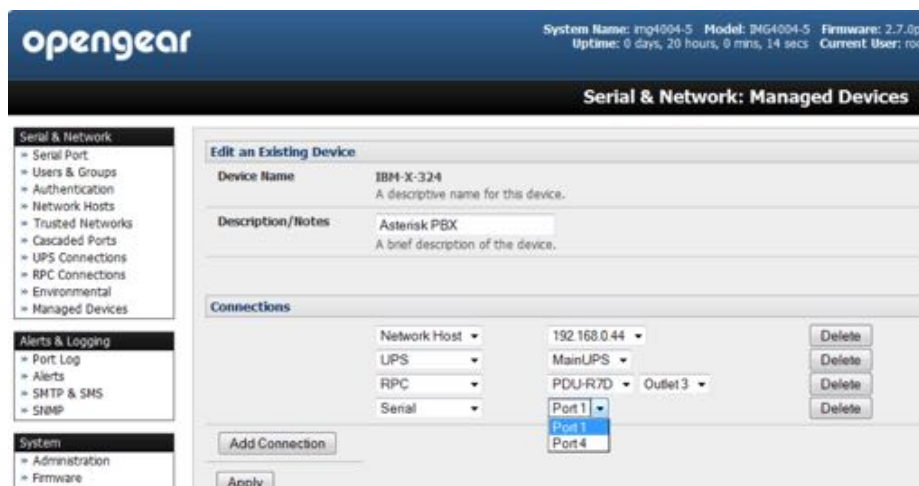 opengear
System Name: img4004-5 Model: IMG4004-5 Firmware: 2.7.0p
Uptime: 0 days, 20 hours, 0 mins, 14 secs Current User: roo
Serial & Network: Managed Devices
Serial & Network
» Serial Port
» Users & Groups
» Authentication
» Network Hosts
» Trusted Networks
» Cascaded Ports
» UPS Connections
» RPC Connections
» Environmental
» Managed Devices
Alerts & Logging
» Port Log
» Alerts
» SMTP & SMS
» SNMP
System
» Administration
» Firmware
Edit an Existing Device
Device Name IBM-X-324
A descriptive name for this device.
Description/Notes Asterisk PBX
A brief description of the device.
Connections
Network Host 192.168.0.44 Delete
UPS MainUPS Delete
RPC PDU-R7D Outlet 3 Delete
Serial Port 1 Delete
Port 1
Port 4
Add Connection
Apply